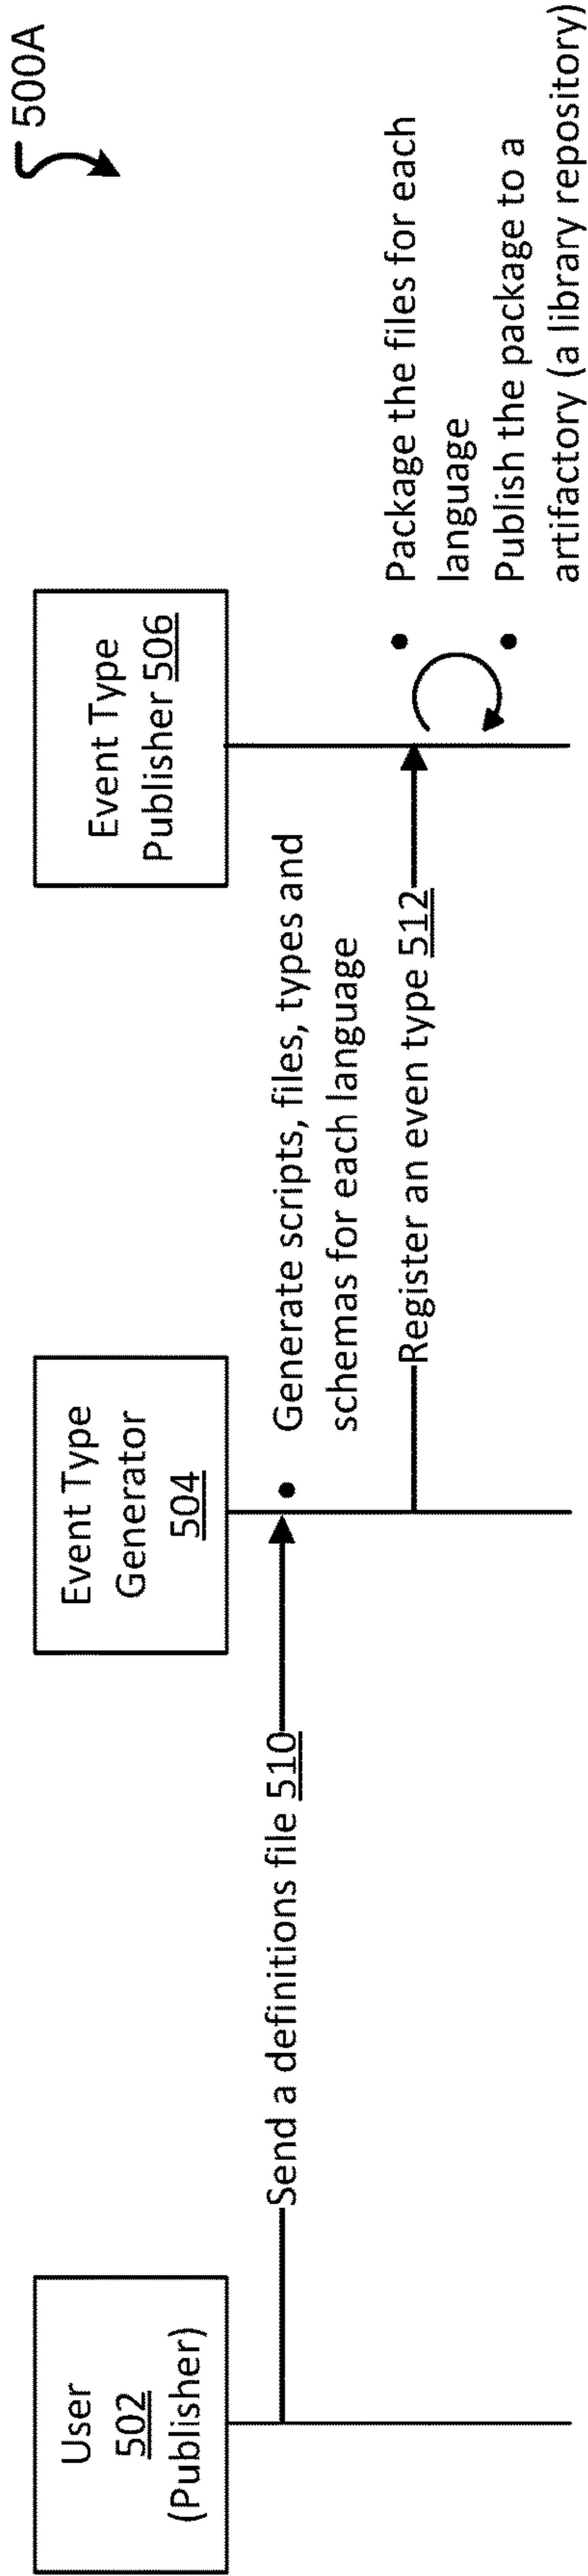 500A
User
502
(Publisher)
Event Type
Generator
504
Event Type
Publisher 506
Send a definitions file 510
• Generate scripts, files, types and
schemas for each language
Register an even type 512
• Package the files for each
language
• Publish the package to a
artifactory (a library repository)